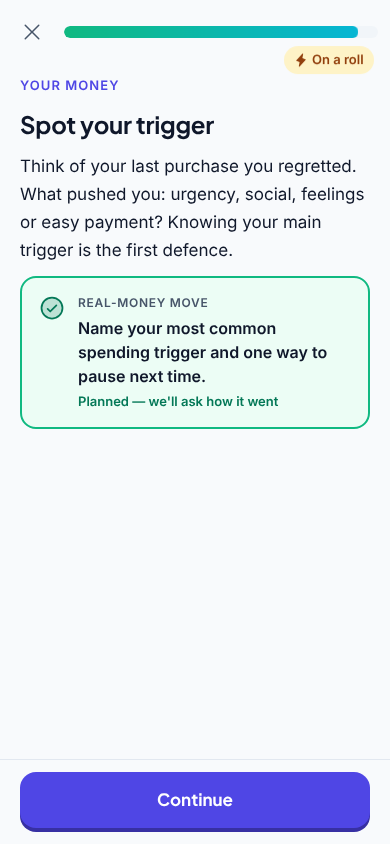 On a roll
YOUR MONEY
Spot your trigger
Think of your last purchase you regretted.
What pushed you: urgency, social, feelings
or easy payment? Knowing your main
trigger is the first defence.
REAL-MONEY MOVE
Name your most common
spending trigger and one way to
pause next time.
Planned — we'll ask how it went
Continue